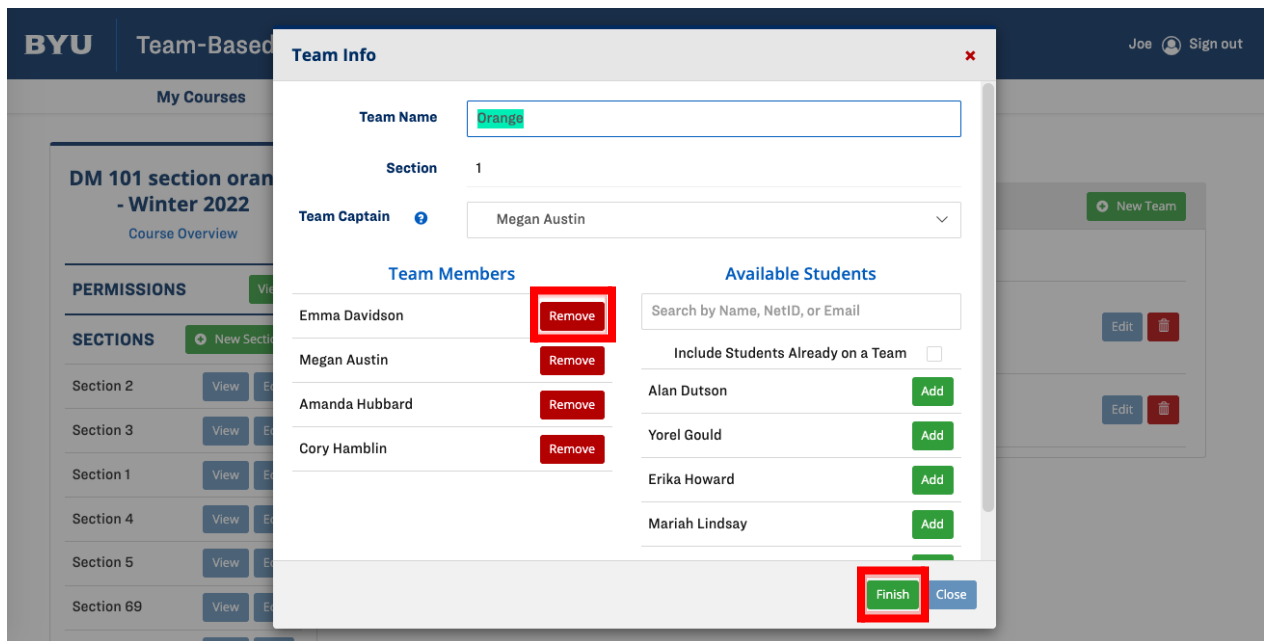 BYU
Team-Based
Joe Sign out
My Courses
DM 101 section oran
- Winter 2022
Course Overview
PERMISSIONS
SECTIONS
New Sectio
Section 2 View
Section 3 View
Section 1 View
Section 4 View
Section 5 View
Section 69 View
Team Info
Team Name Orange
Section 1
Team Captain Megan Austin
Team Members
Emma Davidson Remove
Megan Austin Remove
Amanda Hubbard Remove
Cory Hamblin Remove
Available Students
Search by Name, NetID, or Email
Include Students Already on a Team
Alan Dutson Add
Yorel Gould Add
Erika Howard Add
Mariah Lindsay Add
Finish Close
New Team
Edit
Edit